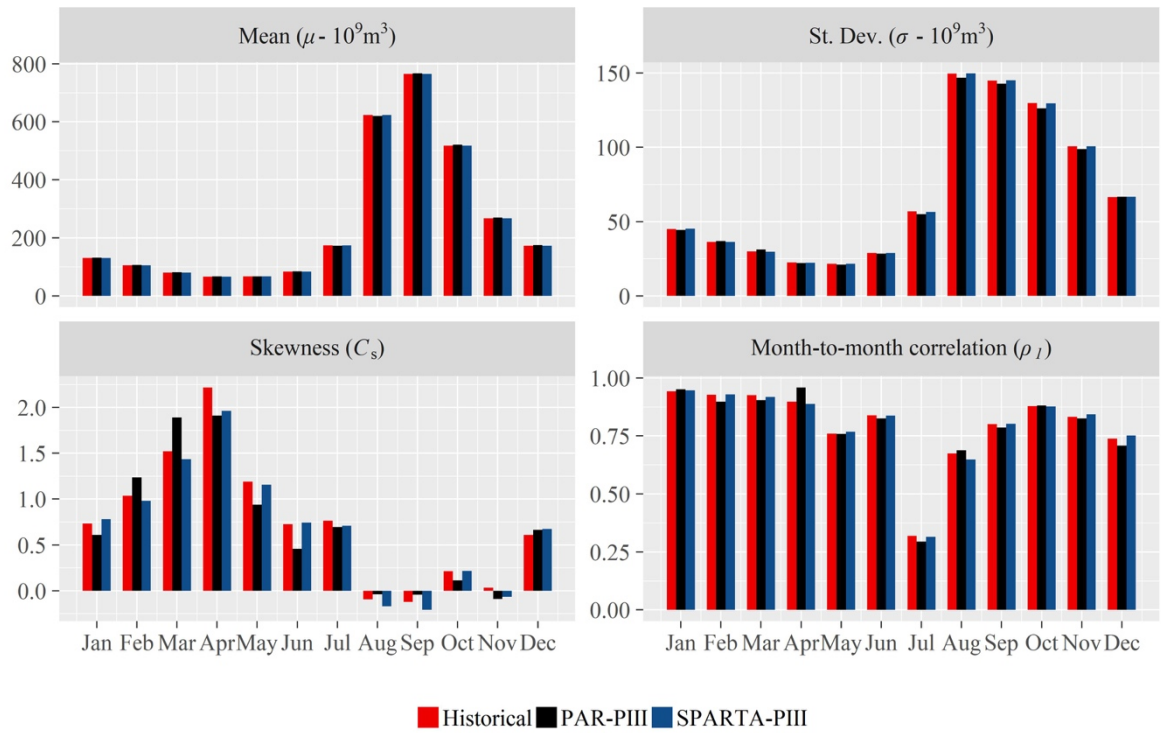 Mean (μ - 10⁹m³)
St. Dev. (σ - 10⁹m³)
800
600
400
200
0
150
100
50
0
Skewness (Cₛ)
Month-to-month correlation (ρ₁)
2.0
1.5
1.0
0.5
0.0
1.00
0.75
0.50
0.25
0.00
Jan Feb Mar Apr May Jun Jul Aug Sep Oct Nov Dec
Jan Feb Mar Apr May Jun Jul Aug Sep Oct Nov Dec
Historical PAR-PIII SPARTA-PIII